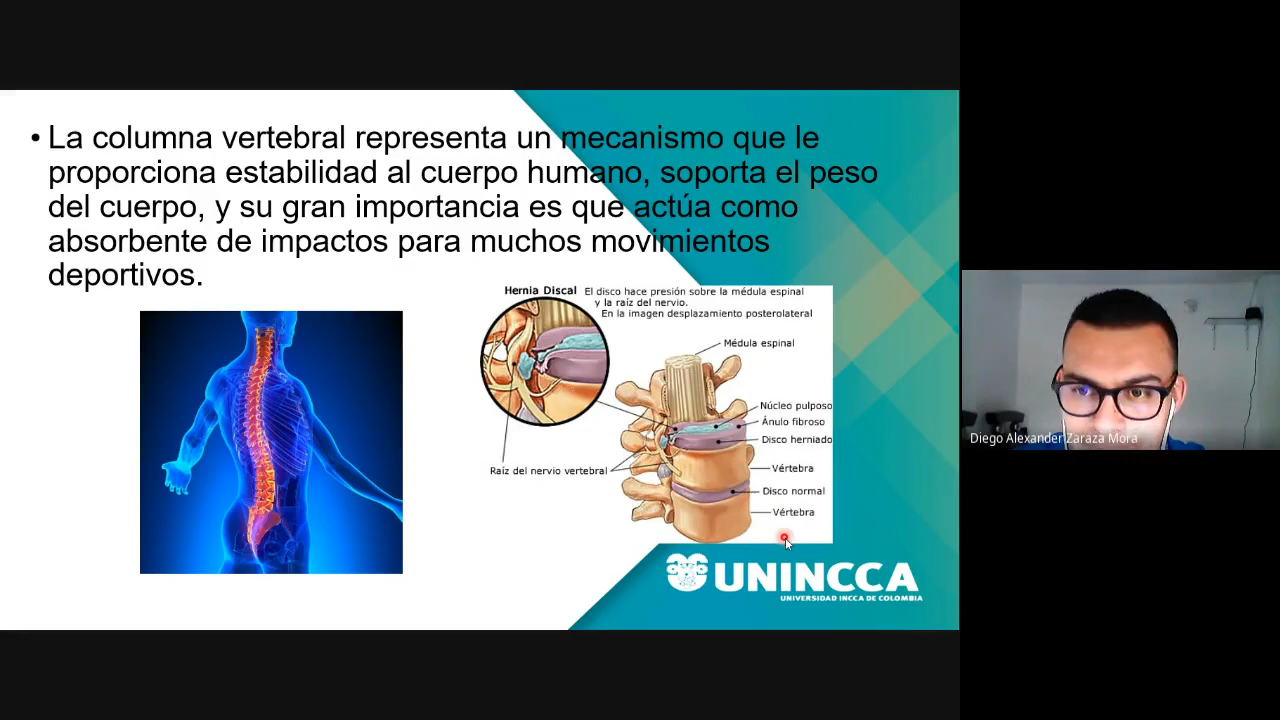 • La columna vertebral representa un mecanismo que le
proporciona estabilidad al cuerpo humano, soporta el peso
del cuerpo, y su gran importancia es que actúa como
absorbente de impactos para muchos movimientos
deportivos.
Hernia Discal El disco hace presión sobre la médula espinal
y la raíz del nervio.
En la imagen desplazamiento posterolateral
Médula espinal
Núcleo pulposo
Ánulo fibroso
Disco herniado
Raíz del nervio vertebral
Vértebra
Disco normal
Vértebra
UNINCCA
UNIVERSIDAD INCCA DE COLOMBIA
Diego Alexander Zaraza Mora